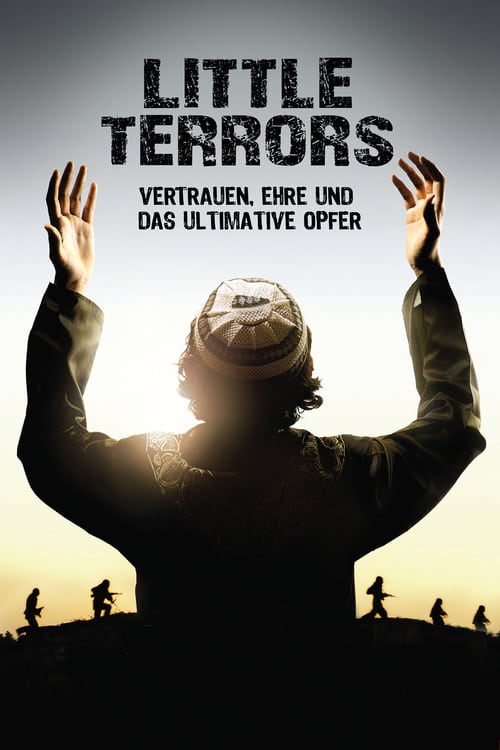 LITTLE
TERRORS
VERTRAUEN, EHRE UND
DAS ULTIMATIVE OPFER